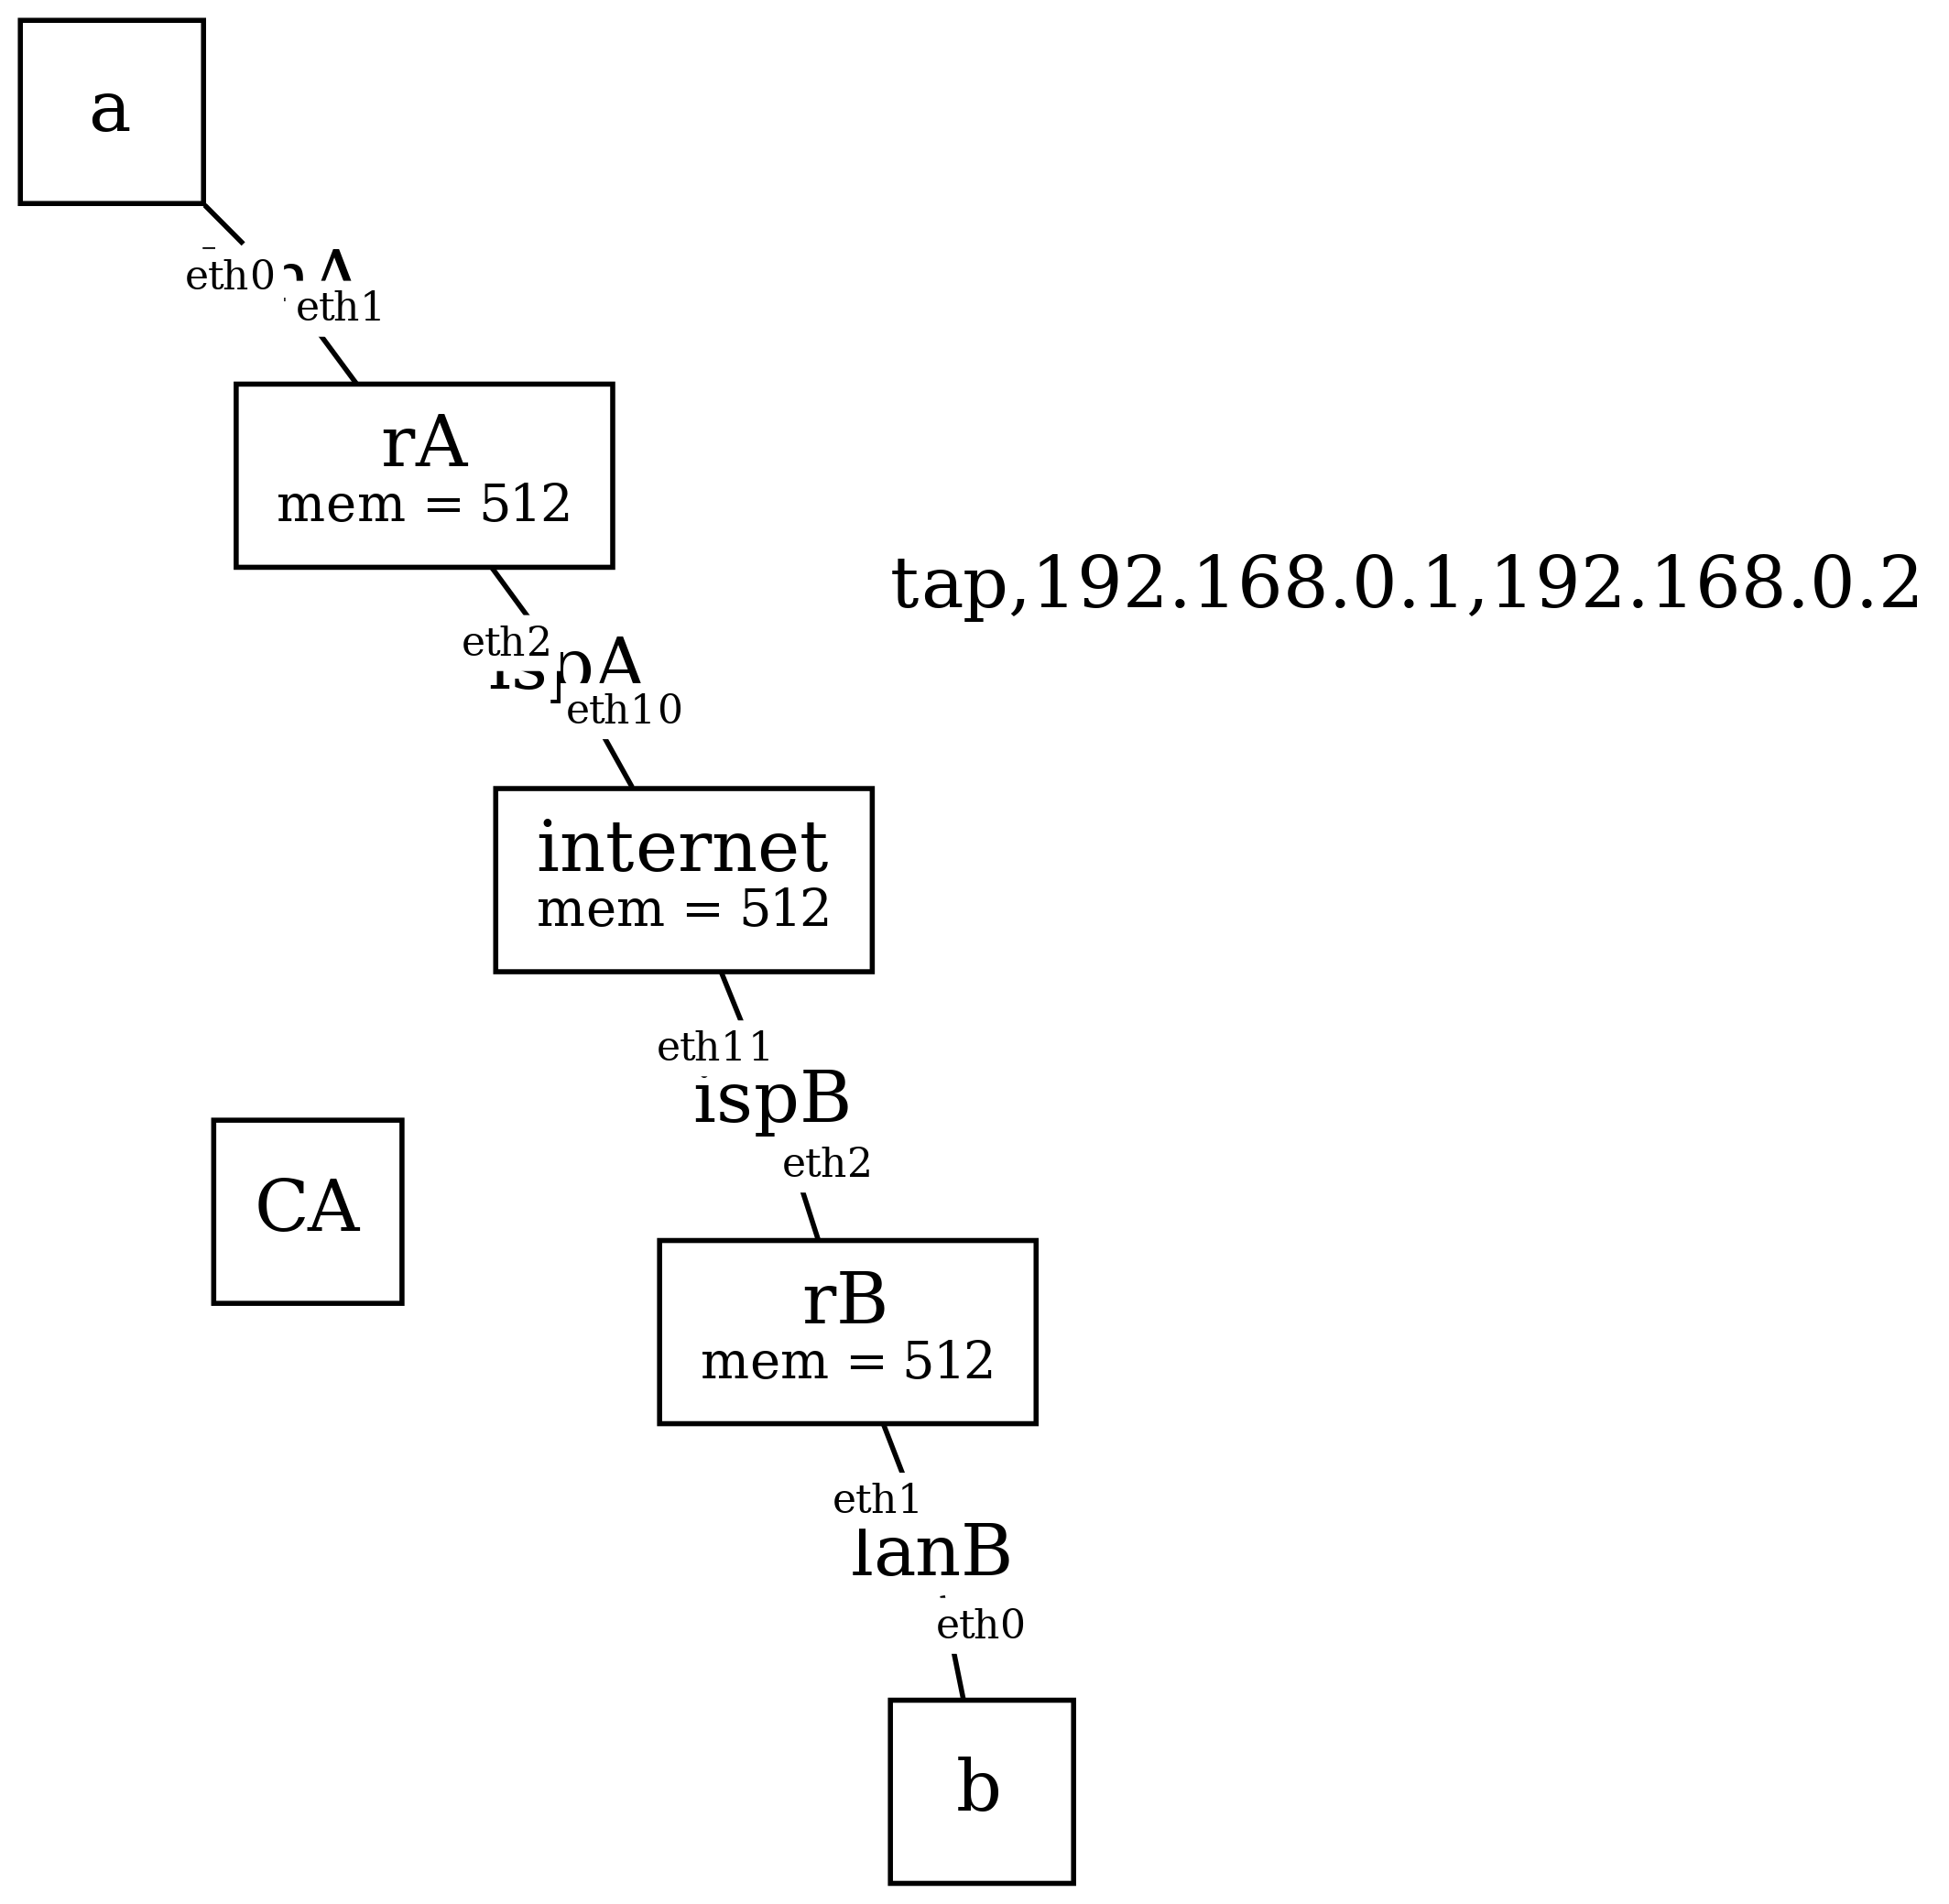 a
eth0
eth1
rA
mem = 512
tap,192.168.0.1,192.168.0.2
eth2
ispA
eth10
internet
mem = 512
eth11
ispB
CA
eth2
rB
mem = 512
eth1
lanB
eth0
b